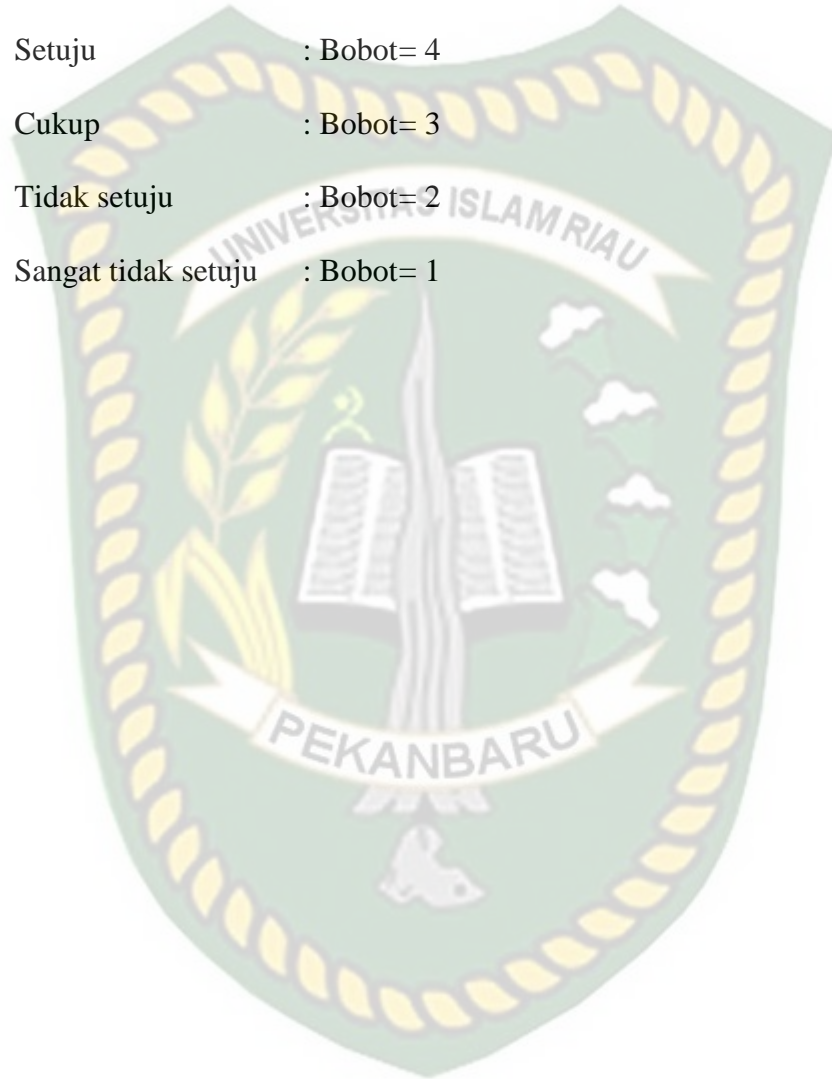 Setuju : Bobot= 4
Cukup : Bobot= 3
Tidak setuju : Bobot= 2
Sangat tidak setuju : Bobot= 1
UNIVERSITAS ISLAM RIAU
PEKANBARU